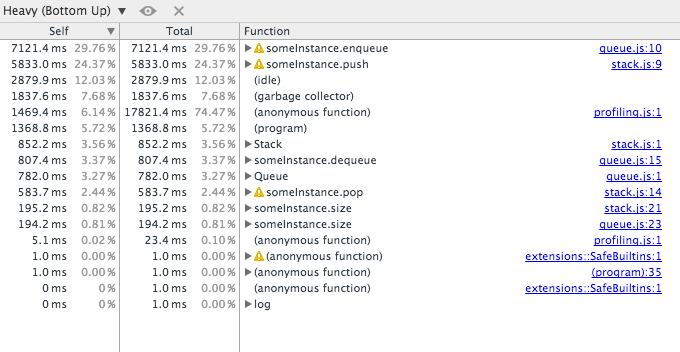 Heavy (Bottom Up) ▼
Self ▼ Total Function
7121.4 ms 29.76 % 7121.4 ms 29.76 % ▶ someInstance.enqueue queue.js:10
5833.0 ms 24.37 % 5833.0 ms 24.37 % ▶ someInstance.push stack.js:9
2879.9 ms 12.03 % 2879.9 ms 12.03 % (idle)
1837.6 ms 7.68 % 1837.6 ms 7.68 % (garbage collector)
1469.4 ms 6.14 % 17821.4 ms 74.47 % (anonymous function) profiling.js:1
1368.8 ms 5.72 % 1368.8 ms 5.72 % (program)
852.2 ms 3.56 % 852.2 ms 3.56 % ▶ Stack stack.js:1
807.4 ms 3.37 % 807.4 ms 3.37 % ▶ someInstance.dequeue queue.js:15
782.0 ms 3.27 % 782.0 ms 3.27 % ▶ Queue queue.js:1
583.7 ms 2.44 % 583.7 ms 2.44 % ▶ someInstance.pop stack.js:14
195.2 ms 0.82 % 195.2 ms 0.82 % ▶ someInstance.size stack.js:21
194.2 ms 0.81 % 194.2 ms 0.81 % ▶ someInstance.size queue.js:23
5.1 ms 0.02 % 23.4 ms 0.10 % (anonymous function) profiling.js:1
1.0 ms 0.00 % 1.0 ms 0.00 % ▶ (anonymous function) extensions::SafeBuiltins:1
1.0 ms 0.00 % 1.0 ms 0.00 % ▶ (anonymous function) (program):35
0 ms 0 % 1.0 ms 0.00 % (anonymous function) extensions::SafeBuiltins:1
0 ms 0 % 1.0 ms 0.00 % ▶ log